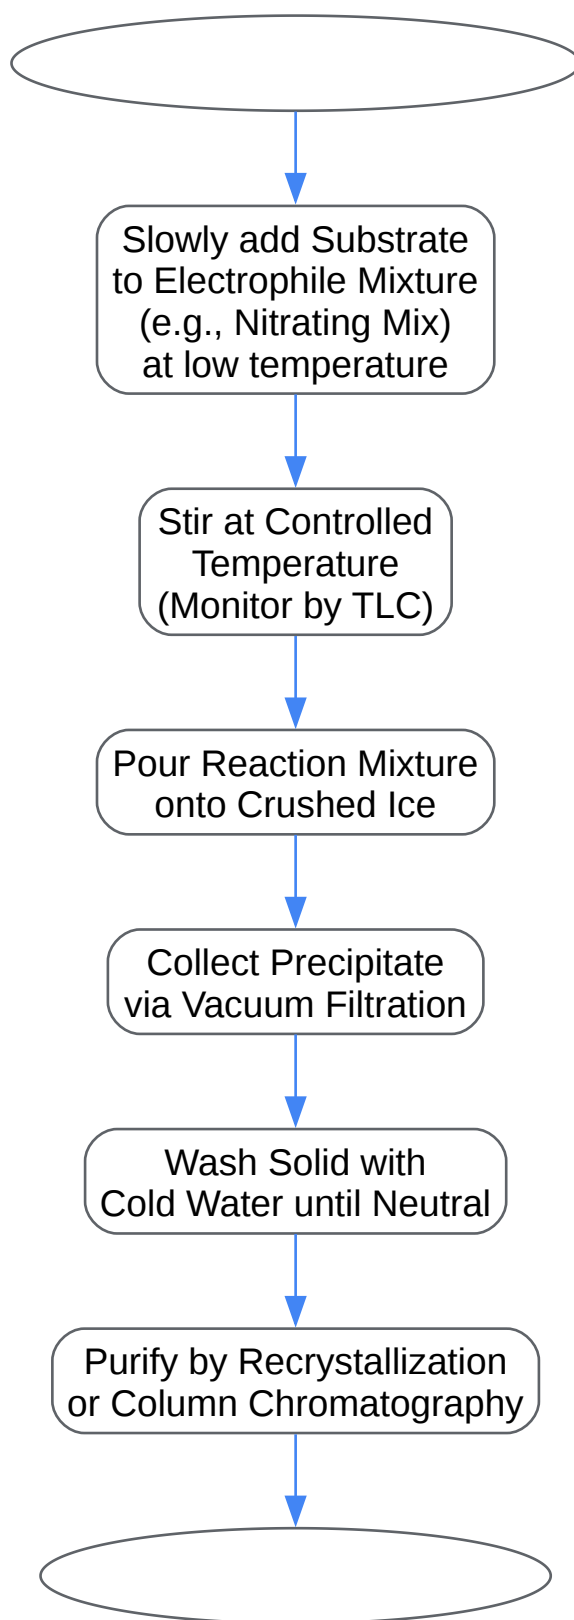 Slowly add Substrate
to Electrophile Mixture
(e.g., Nitrating Mix)
at low temperature
Stir at Controlled
Temperature
(Monitor by TLC)
Pour Reaction Mixture
onto Crushed Ice
Collect Precipitate
via Vacuum Filtration
Wash Solid with
Cold Water until Neutral
Purify by Recrystallization
or Column Chromatography